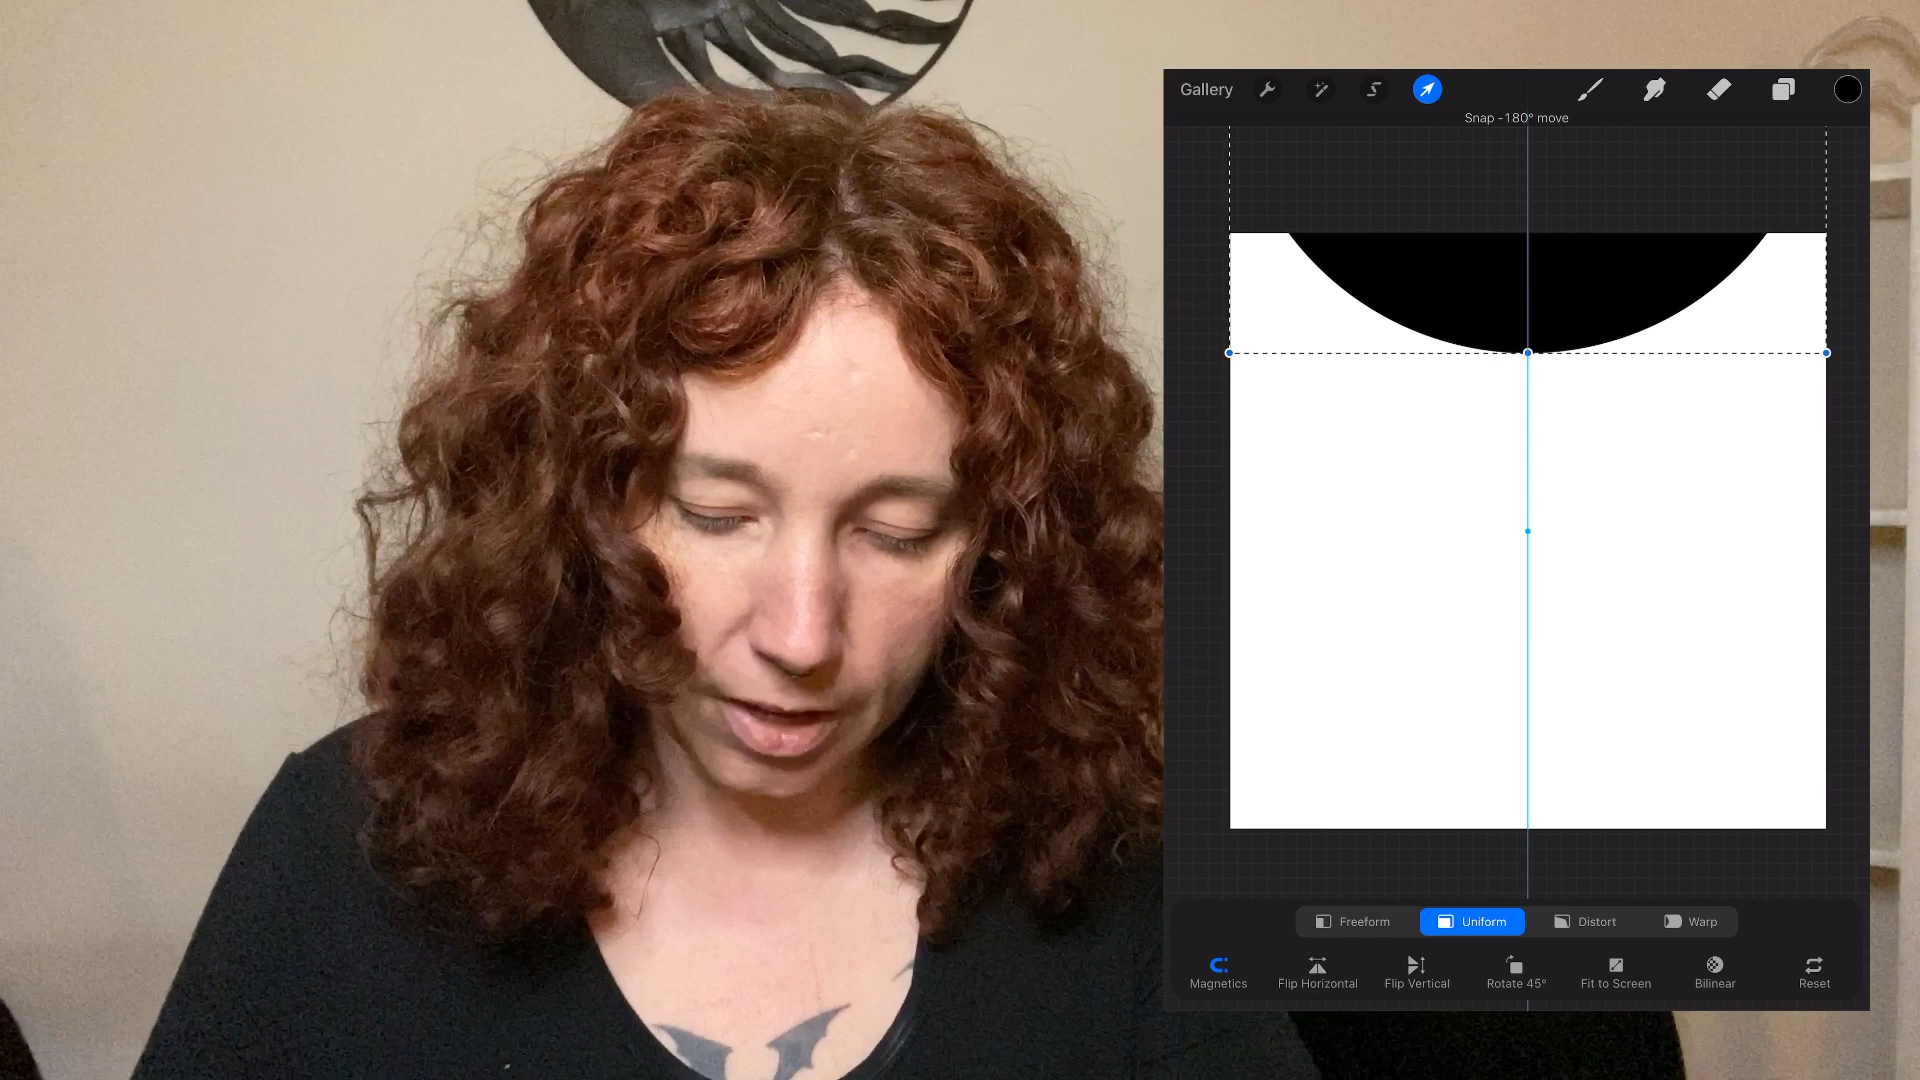 Gallery
Snap -180° move
Freeform Uniform Distort Warp
Magnetics Flip Horizontal Flip Vertical Rotate 45° Fit to Screen Bilinear Reset